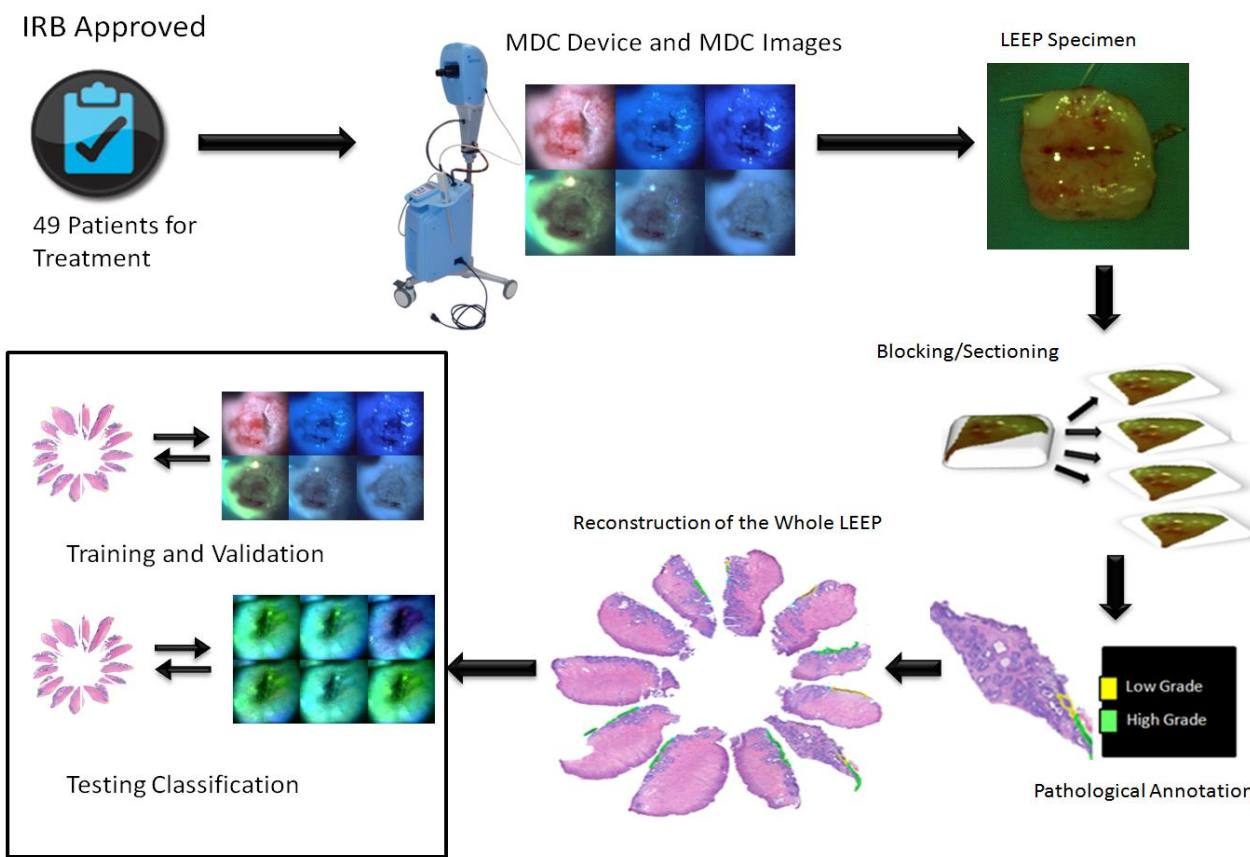 IRB Approved
49 Patients for
Treatment
MDC Device and MDC Images
LEEP Specimen
Blocking/Sectioning
Low Grade
High Grade
Pathological Annotation
Reconstruction of the Whole LEEP
Training and Validation
Testing Classification